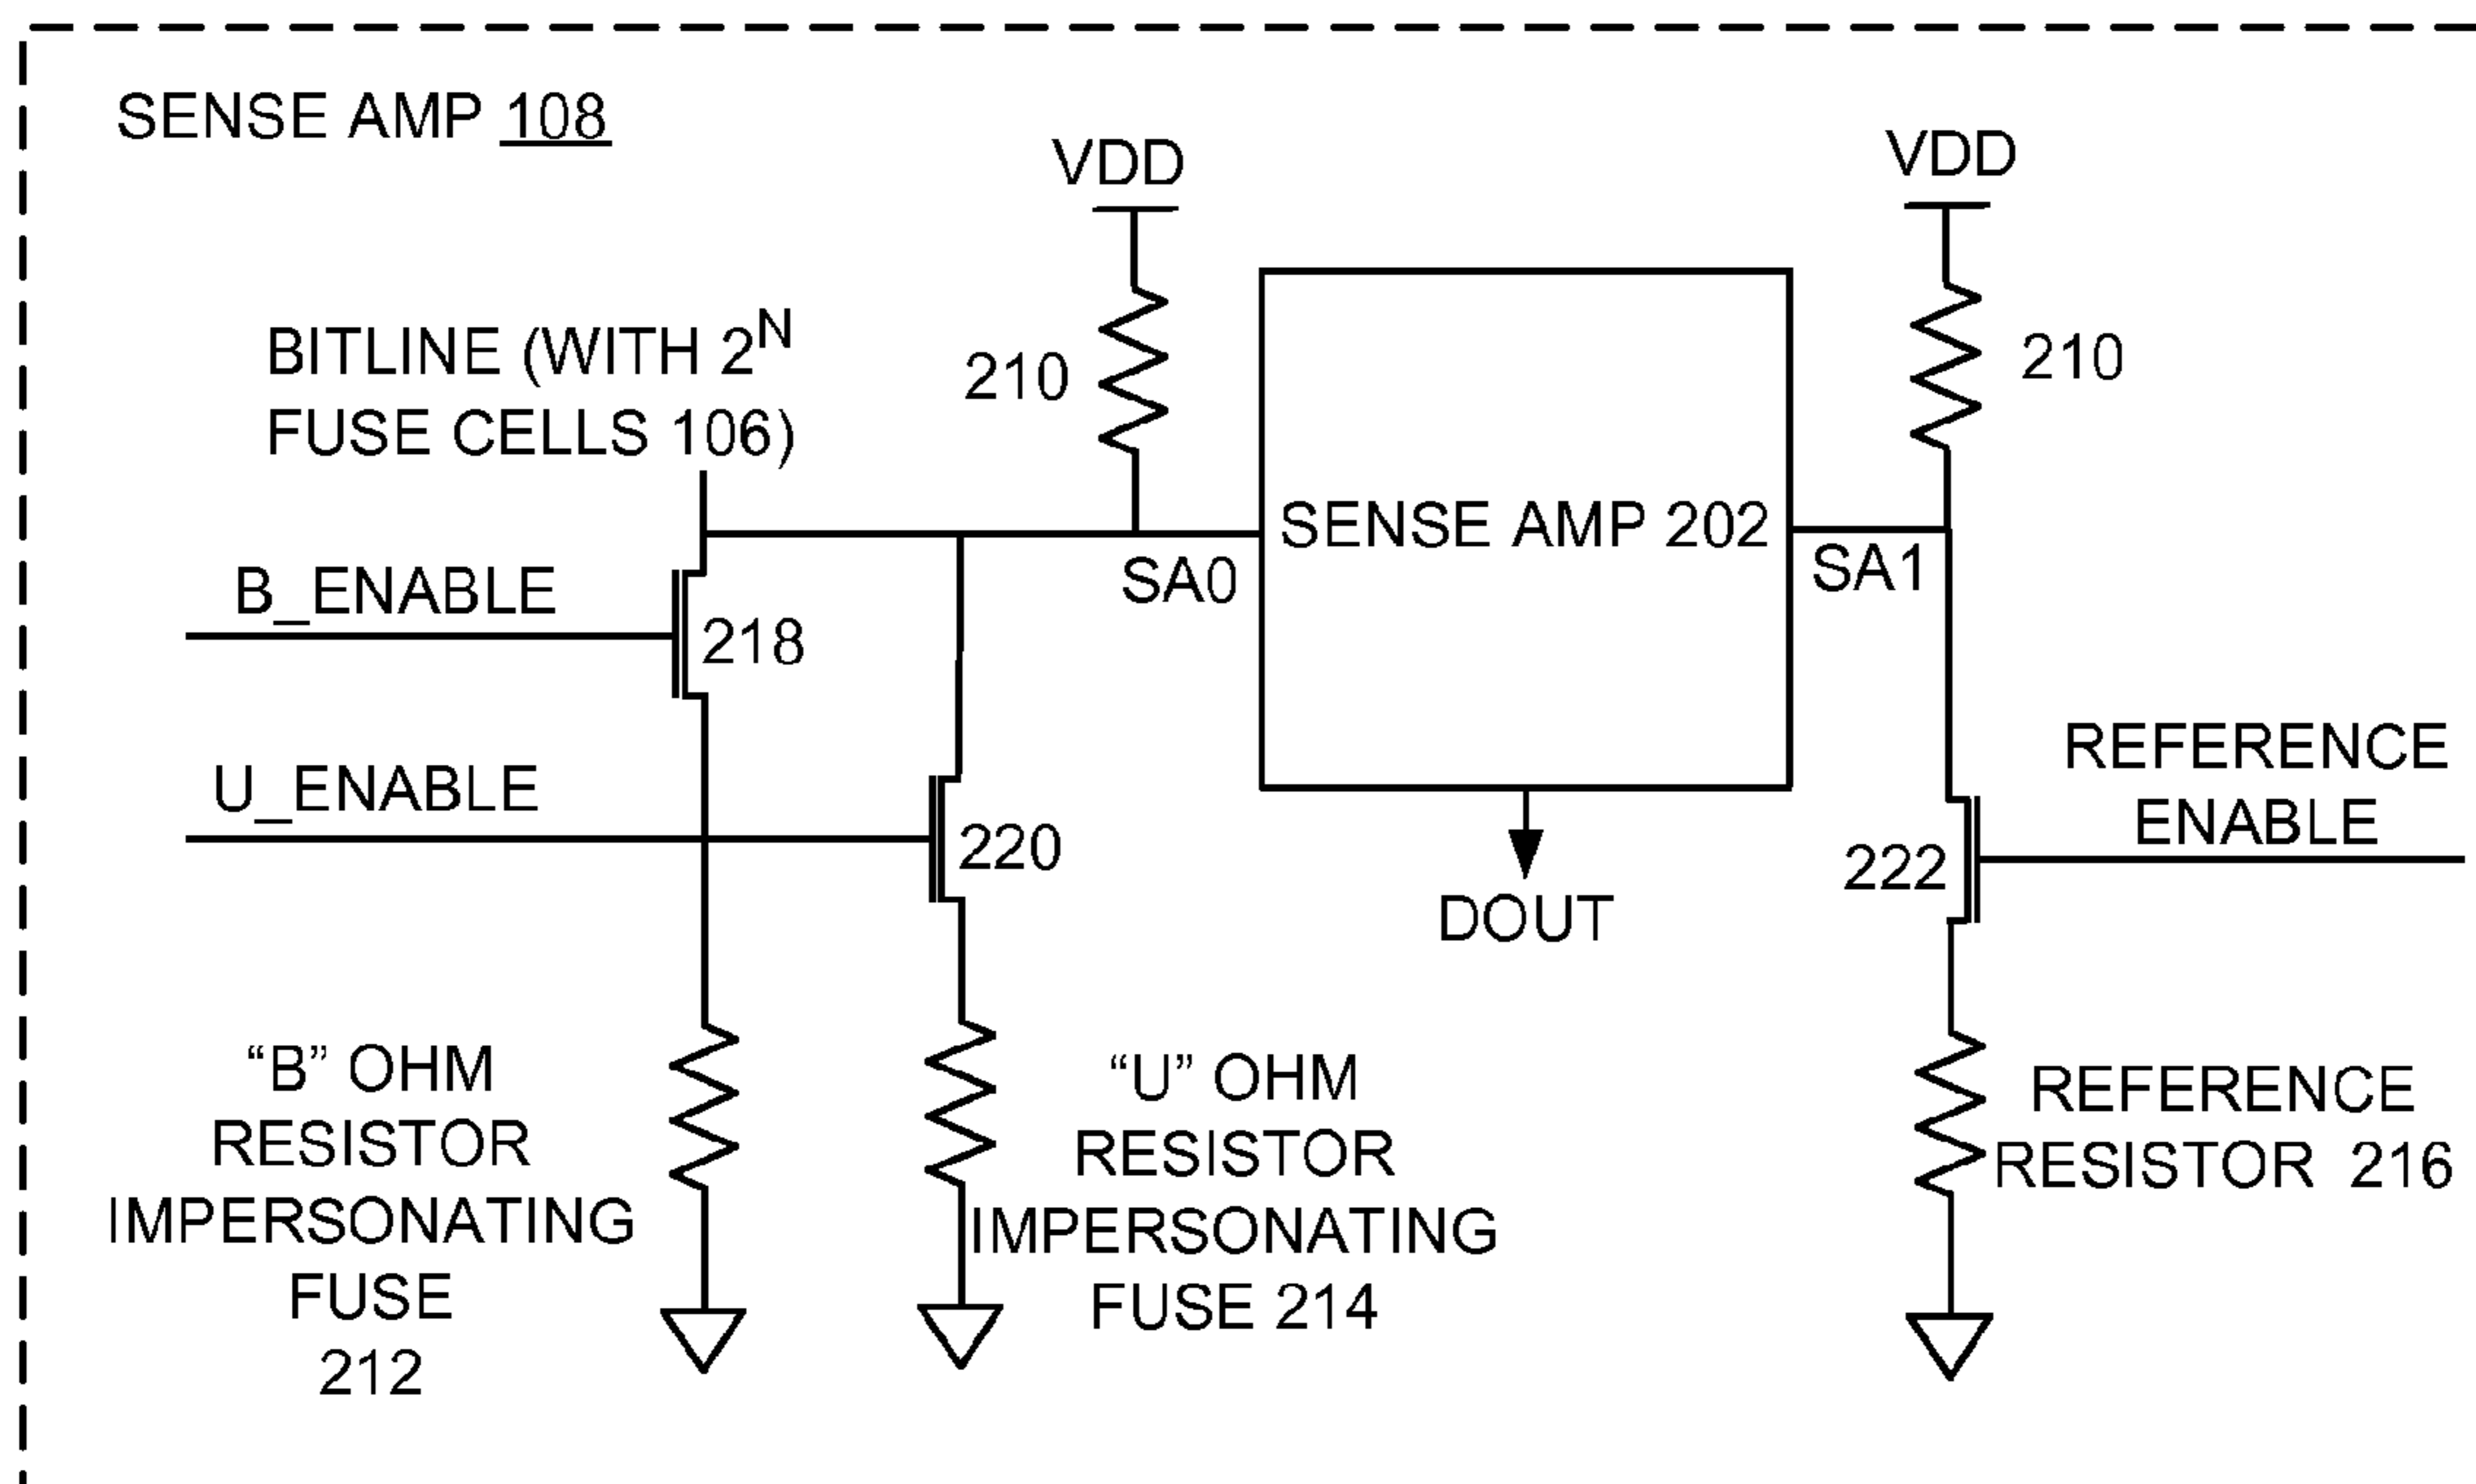 SENSE AMP 108
VDD
VDD
BITLINE (WITH 2^N
FUSE CELLS 106)
210
210
SENSE AMP 202
SA0
SA1
B_ENABLE
218
U_ENABLE
220
REFERENCE
ENABLE
222
DOUT
“B” OHM
RESISTOR
IMPERSONATING
FUSE
212
“U” OHM
RESISTOR
IMPERSONATING
FUSE 214
REFERENCE
RESISTOR 216